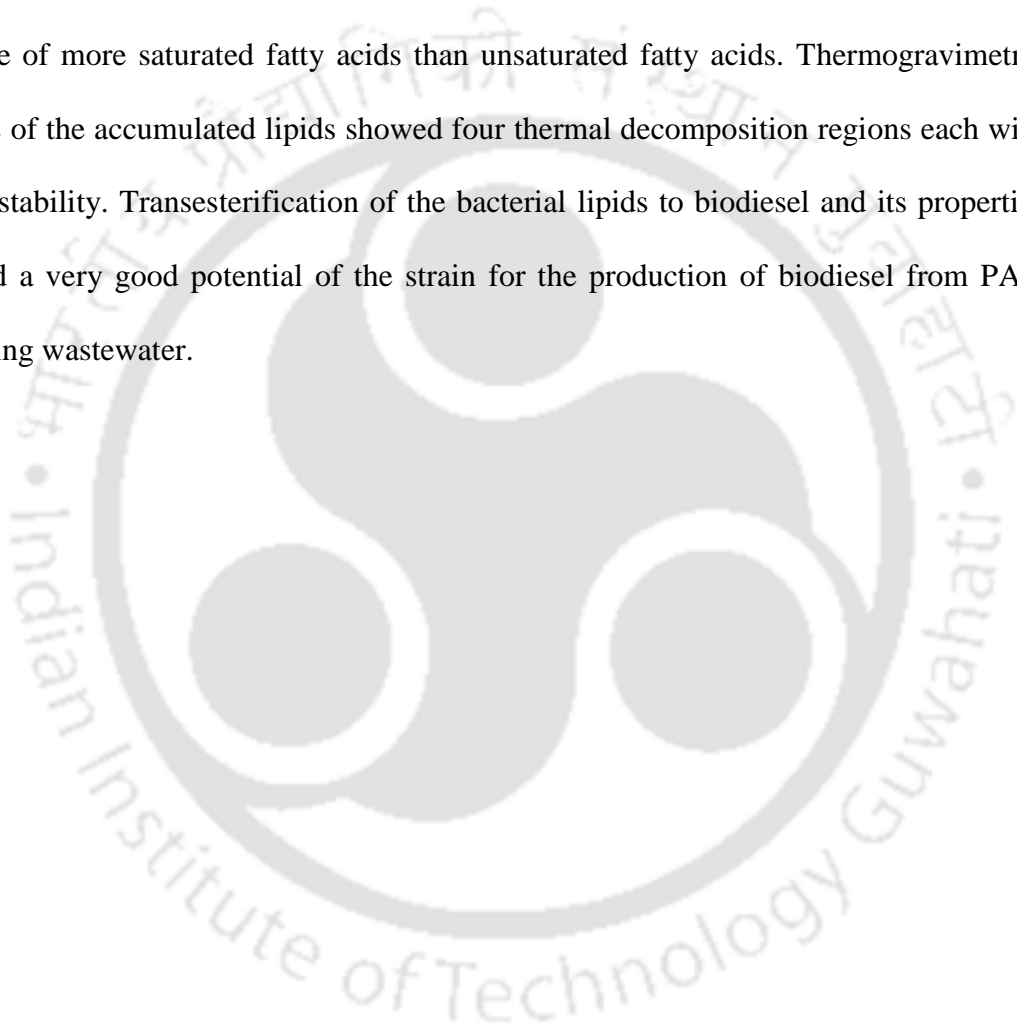 e of more saturated fatty acids than unsaturated fatty acids. Thermogravimetr
s of the accumulated lipids showed four thermal decomposition regions each wi
stability. Transesterification of the bacterial lipids to biodiesel and its properti
d a very good potential of the strain for the production of biodiesel from PA
ing wastewater.
भारतीय प्रौद्योगिकी संस्थान गुवाहाटी
Indian Institute of Technology Guwahati